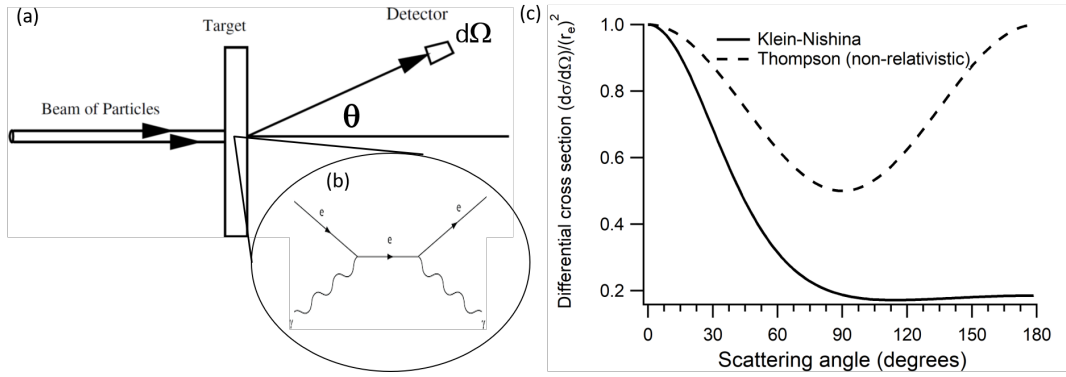 (a)
Target
Detector
dΩ
Beam of Particles
θ
(b)
e
e
e
γ
γ
(c)
Differential cross section (dσ/dΩ)/(rₑ)²
1.0
0.8
0.6
0.4
0.2
Klein-Nishina
Thompson (non-relativistic)
0
30
60
90
120
150
180
Scattering angle (degrees)